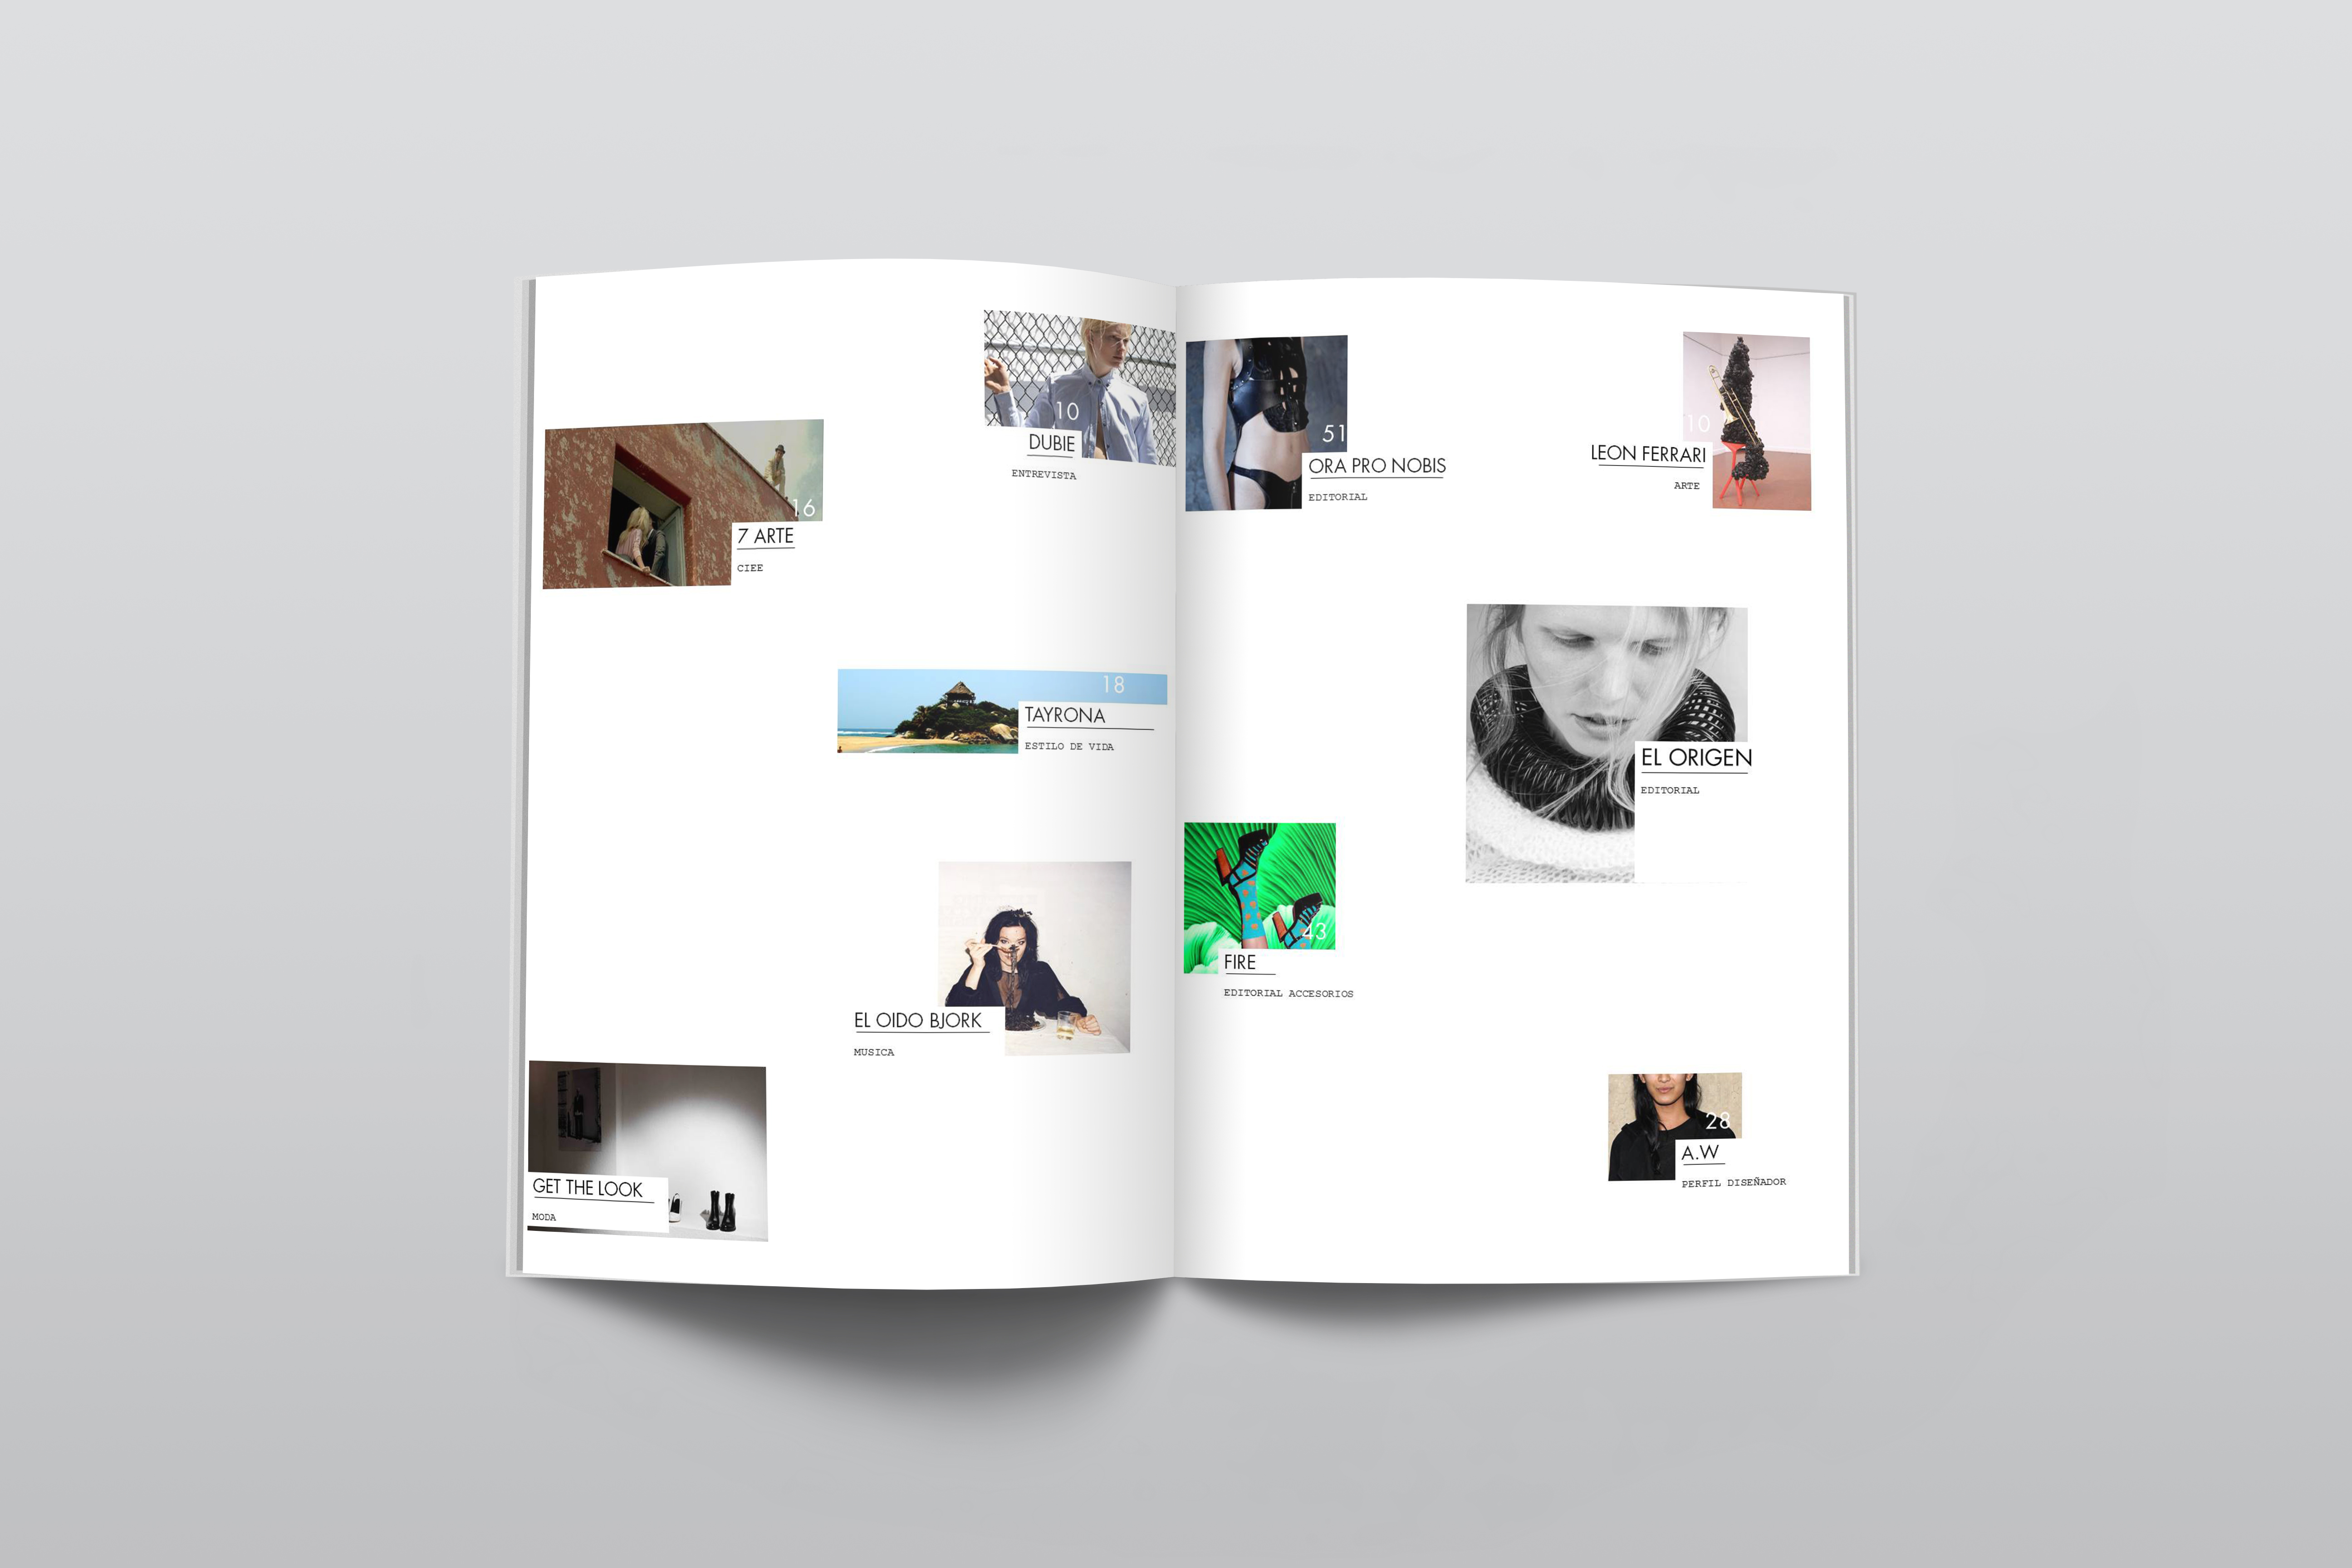 10
DUBIE
ENTREVISTA
16
7 ARTE
CIEE
18
TAYRONA
ESTILO DE VIDA
EL OIDO BJORK
MUSICA
GET THE LOOK
MODA
51
ORA PRO NOBIS
EDITORIAL
10
LEON FERRARI
ARTE
EL ORIGEN
EDITORIAL
43
FIRE
EDITORIAL ACCESORIOS
28
A.W
PERFIL DISEÑADOR